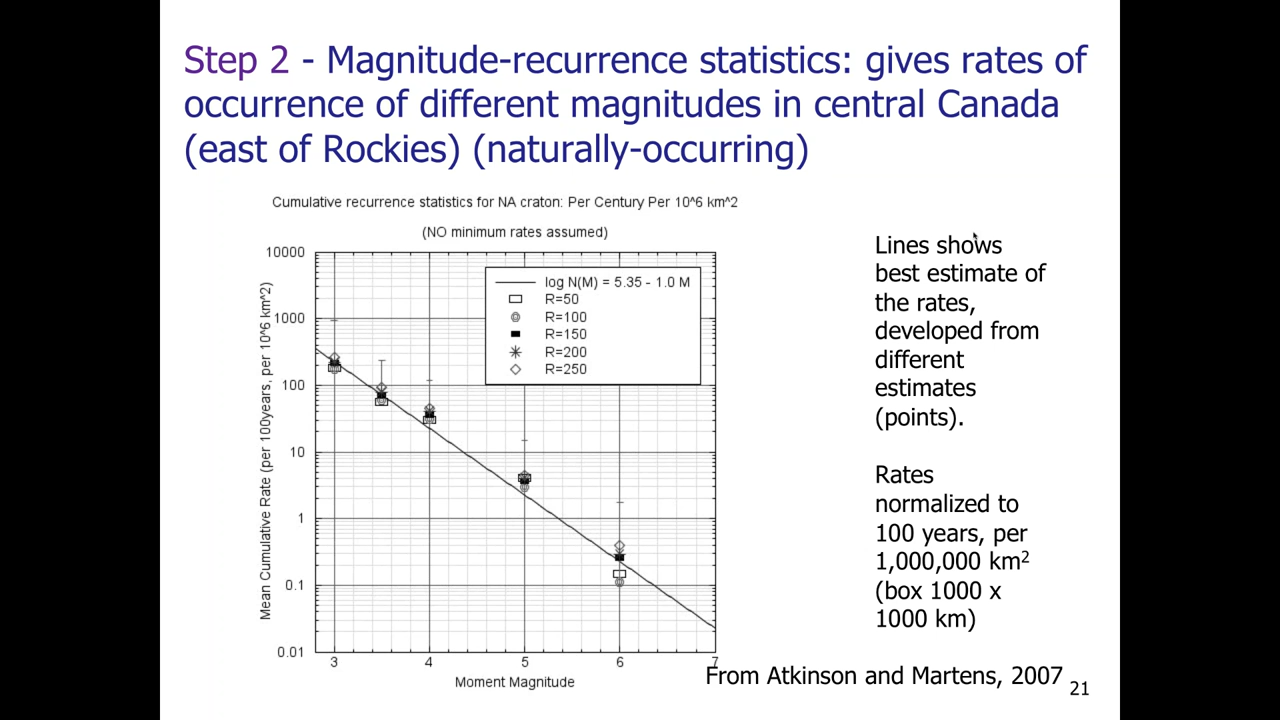 Step 2 - Magnitude-recurrence statistics: gives rates of
occurrence of different magnitudes in central Canada
(east of Rockies) (naturally-occurring)
Cumulative recurrence statistics for NA craton: Per Century Per 10^6 km^2
(NO minimum rates assumed)
10000
1000
100
10
1
0.1
0.01
Mean Cumulative Rate (per 100years, per 10^6 km^2)
log N(M) = 5.35 - 1.0 M
R=50
R=100
R=150
R=200
R=250
3
4
5
6
7
Moment Magnitude
Lines shows
best estimate of
the rates,
developed from
different
estimates
(points).
Rates
normalized to
100 years, per
1,000,000 km²
(box 1000 x
1000 km)
From Atkinson and Martens, 2007
21